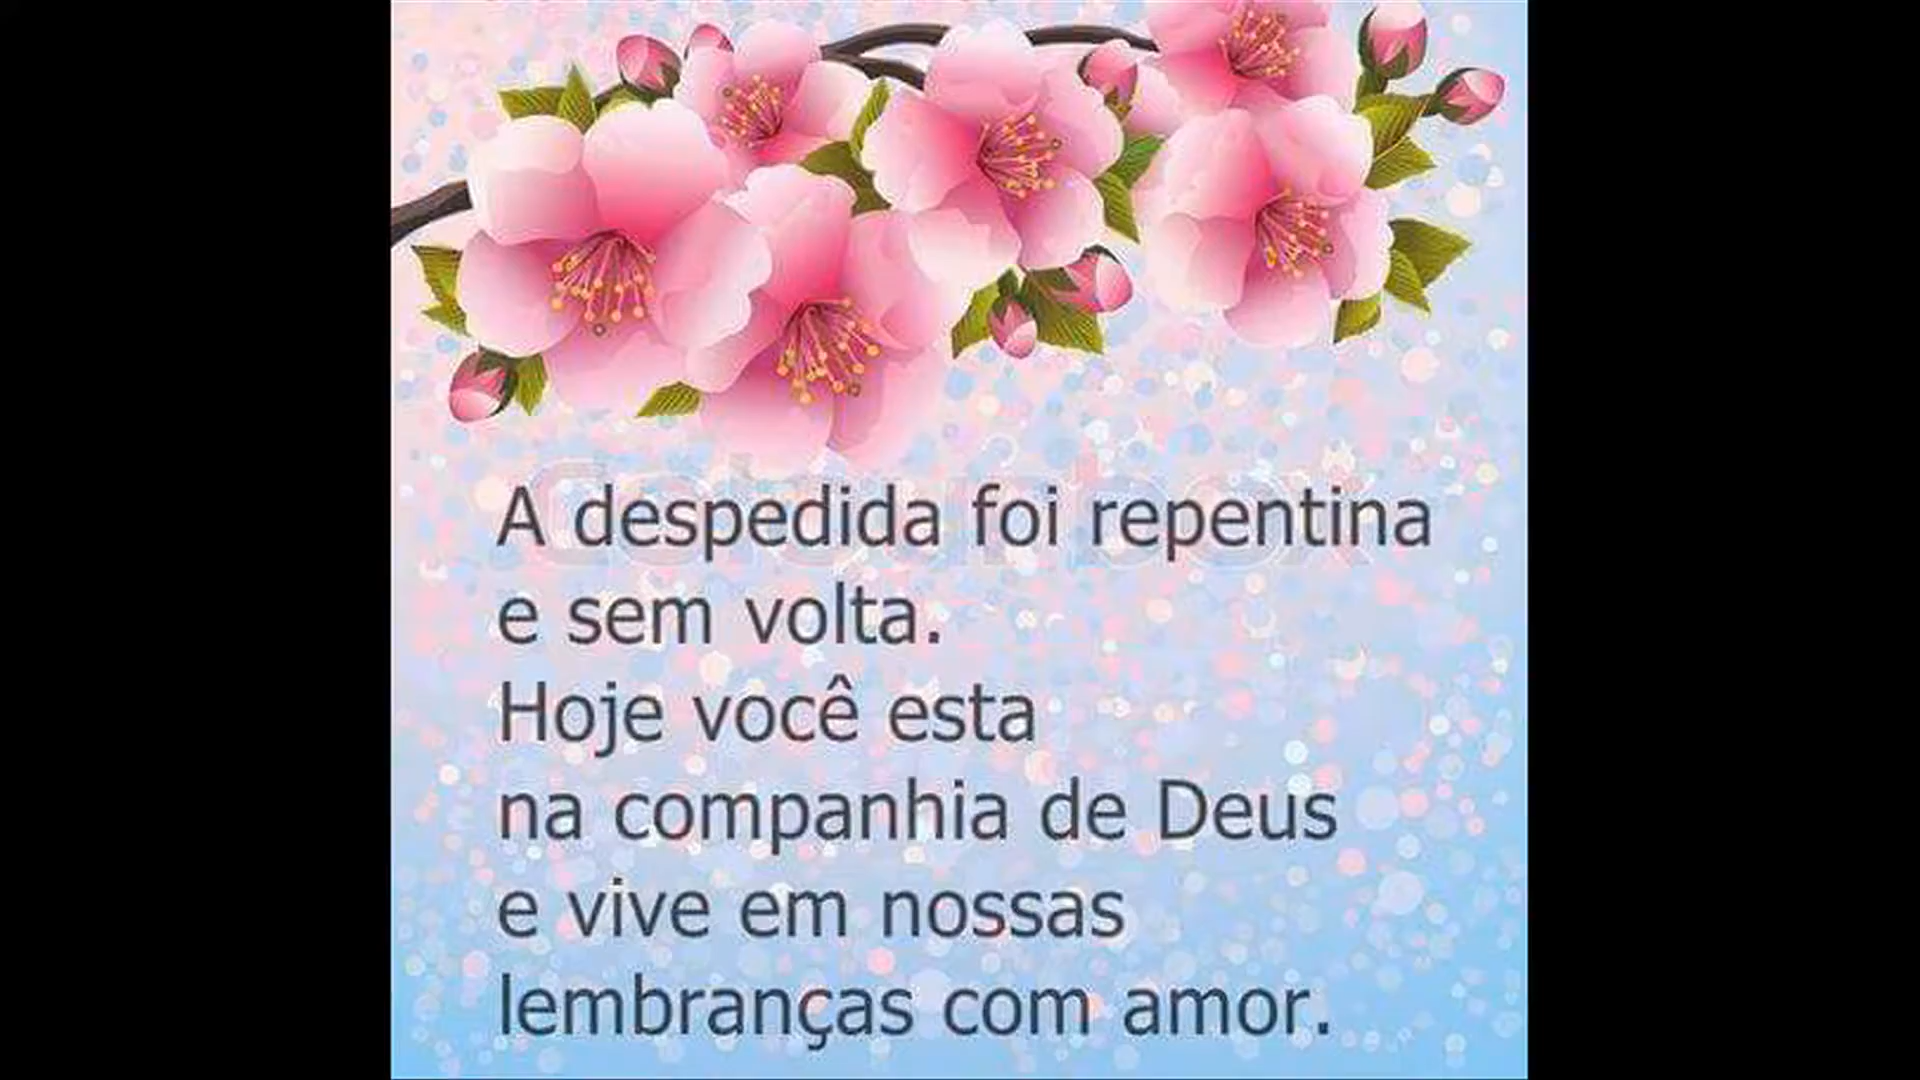 A despedida foi repentina
e sem volta.
Hoje você esta
na companhia de Deus
e vive em nossas
lembranças com amor.